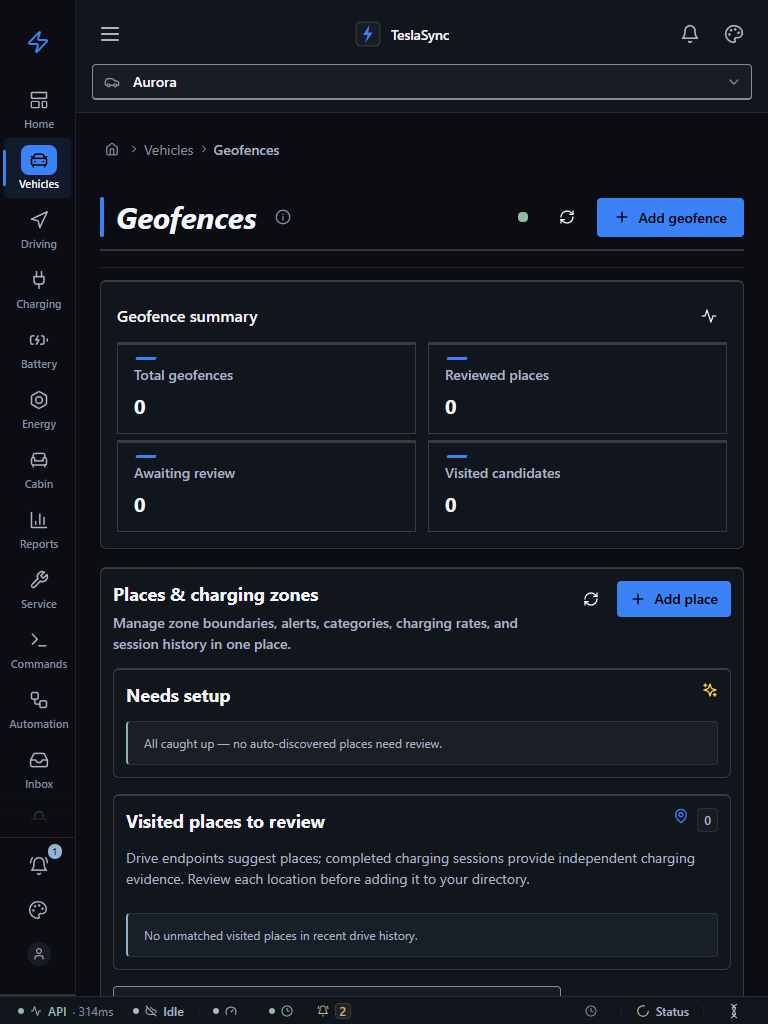 TeslaSync
Aurora
Home
Vehicles
Driving
Charging
Battery
Energy
Cabin
Reports
Service
Commands
Automation
Inbox
1
Vehicles
Geofences
Geofences
Add geofence
Geofence summary
Total geofences
0
Reviewed places
0
Awaiting review
0
Visited candidates
0
Places & charging zones
Add place
Manage zone boundaries, alerts, categories, charging rates, and
session history in one place.
Needs setup
All caught up — no auto-discovered places need review.
Visited places to review
0
Drive endpoints suggest places; completed charging sessions provide independent charging
evidence. Review each location before adding it to your directory.
No unmatched visited places in recent drive history.
API · 314ms
Idle
2
Status